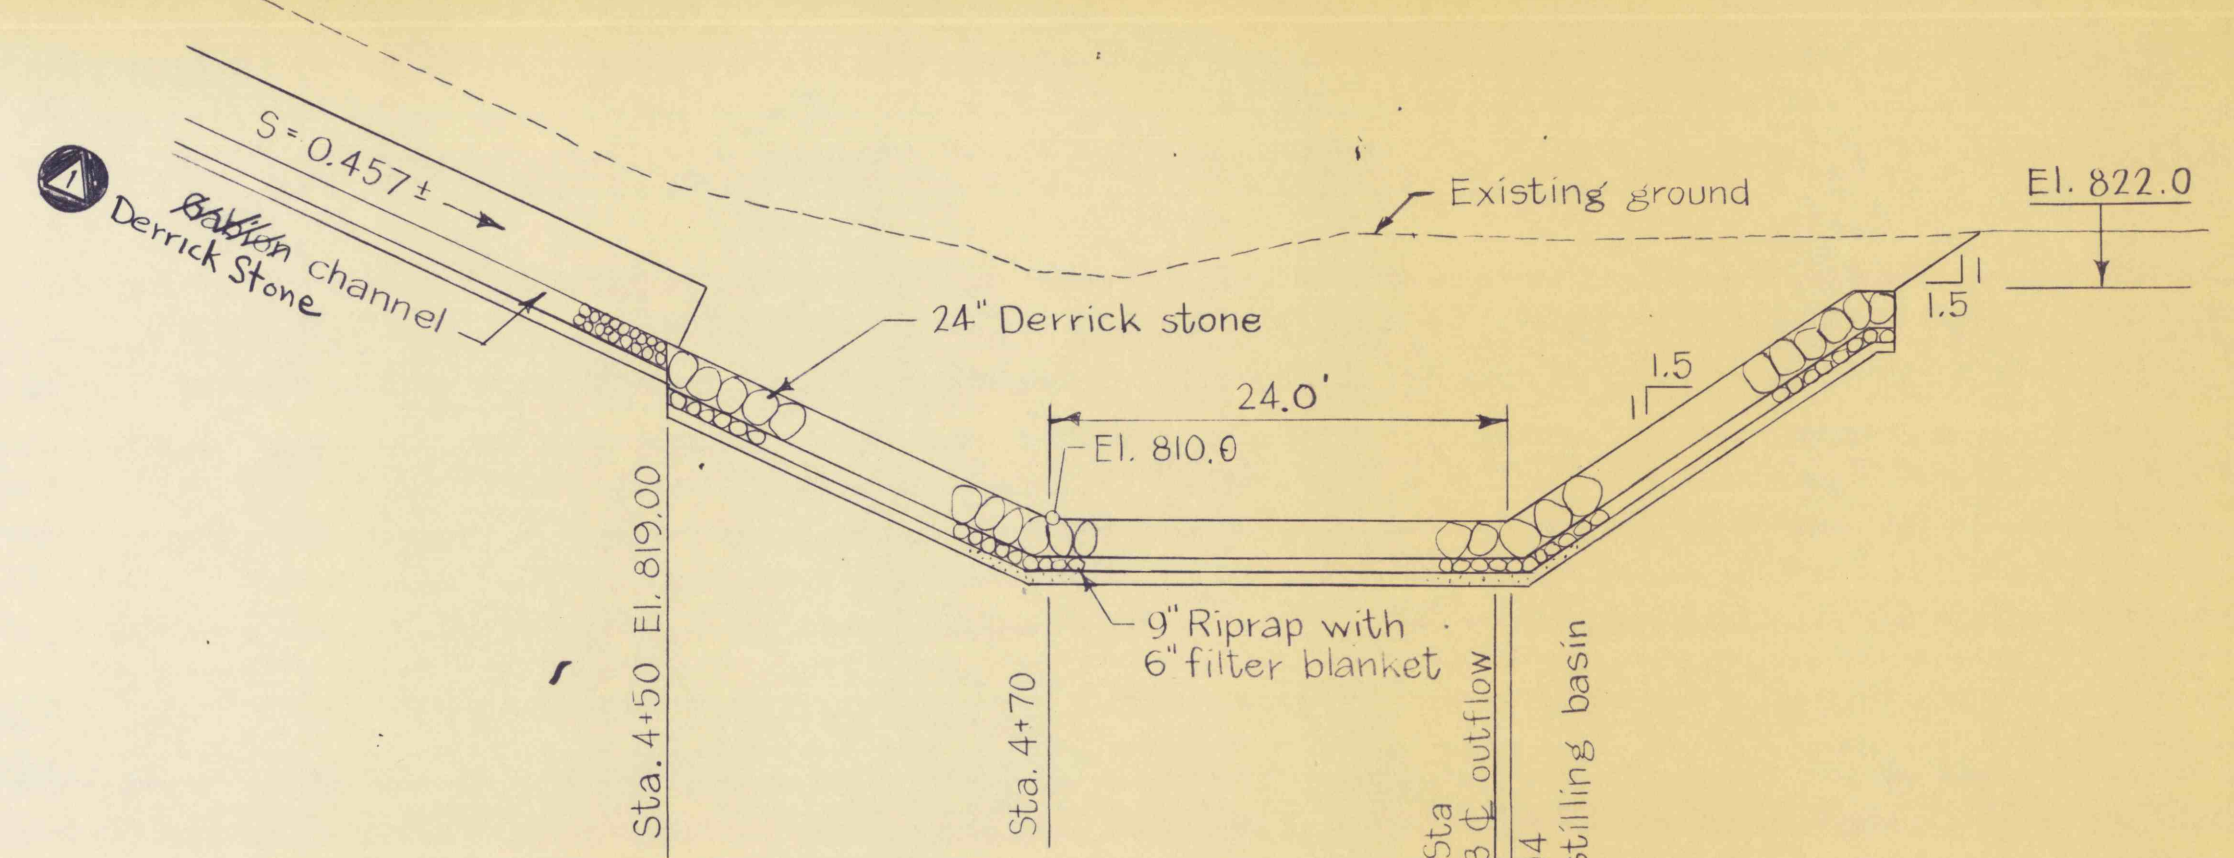 S = 0.457±
1
Gabion channel
Derrick Stone
Existing ground
El. 822.0
1
1.5
24" Derrick stone
1.5
1
24.0'
El. 810.0
9" Riprap with
6" filter blanket
Sta. 4+50 El. 819.00
Sta. 4+70
Sta
℄ outflow
stilling basin